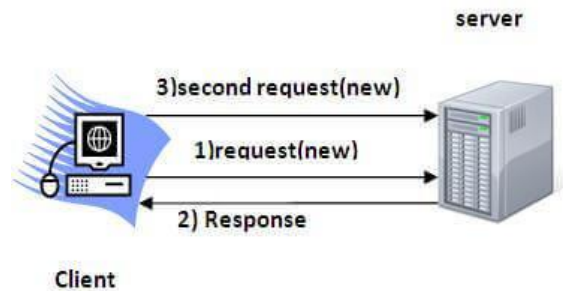 server
3)second request(new)
1)request(new)
2) Response
Client